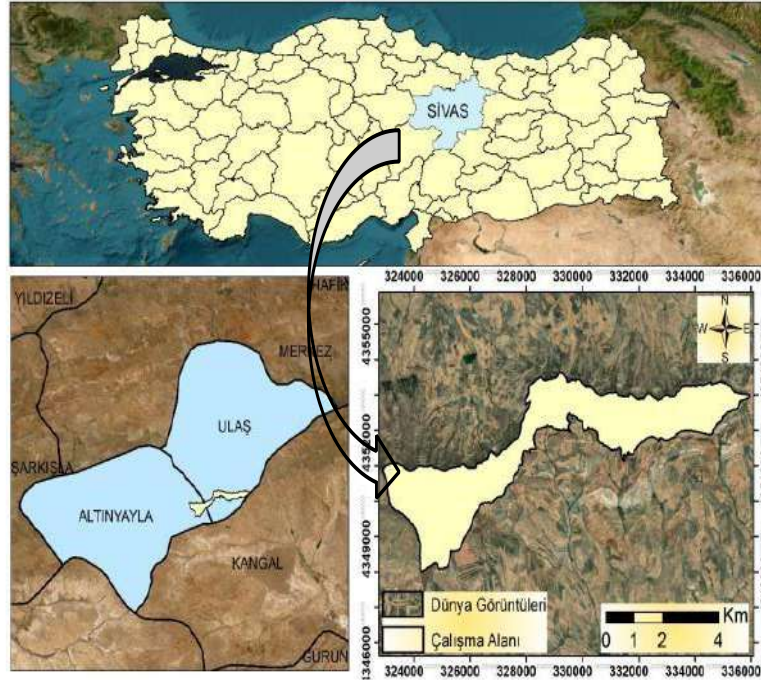 SİVAS
YILDIZELİ
HAFİK
MERKEZ
ULAŞ
ŞARKIŞLA
ALTINYAYLA
KANGAL
GÜRÜN
324000 326000 328000 330000 332000 334000 336000
4355000
4352000
4349000
4346000
N
W E
S
Dünya Görüntüleri
Çalışma Alanı
Km
0 1 2 4
324000 326000 328000 330000 332000 334000 336000